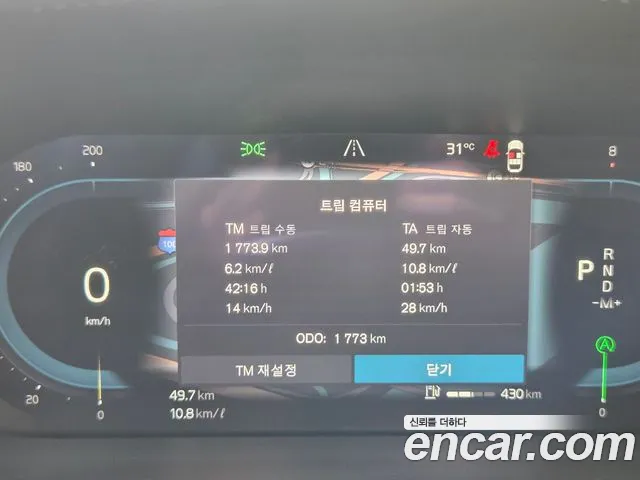 180
200
31°C
8
트립 컴퓨터
TM 트립 수동
TA 트립 자동
1 773.9 km
49.7 km
6.2 km/ℓ
10.8 km/ℓ
42:16 h
01:53 h
14 km/h
28 km/h
ODO: 1 773 km
TM 재설정
닫기
100
0
km/h
P
R
N
D
-M+
A
20
0
49.7 km
10.8 km/ℓ
430 km
0
신뢰를 더하다
encar.com